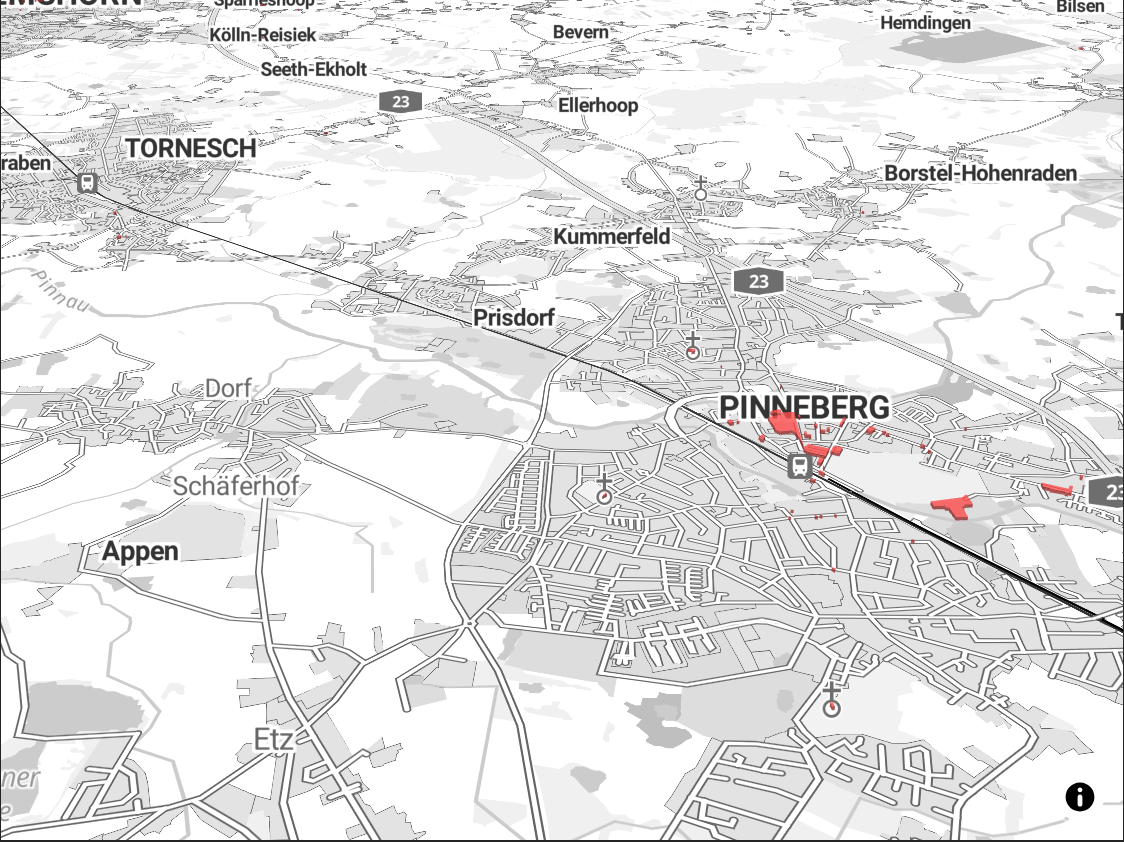 Bilsen
Hemdingen
Kölln-Reisiek
Bevern
Seeth-Ekholt
23
Ellerhoop
TORNESCH
raben
Borstel-Hohenraden
Kummerfeld
23
Pinnau
Prisdorf
Dorf
PINNEBERG
Schäferhof
23
Appen
Etz
ner